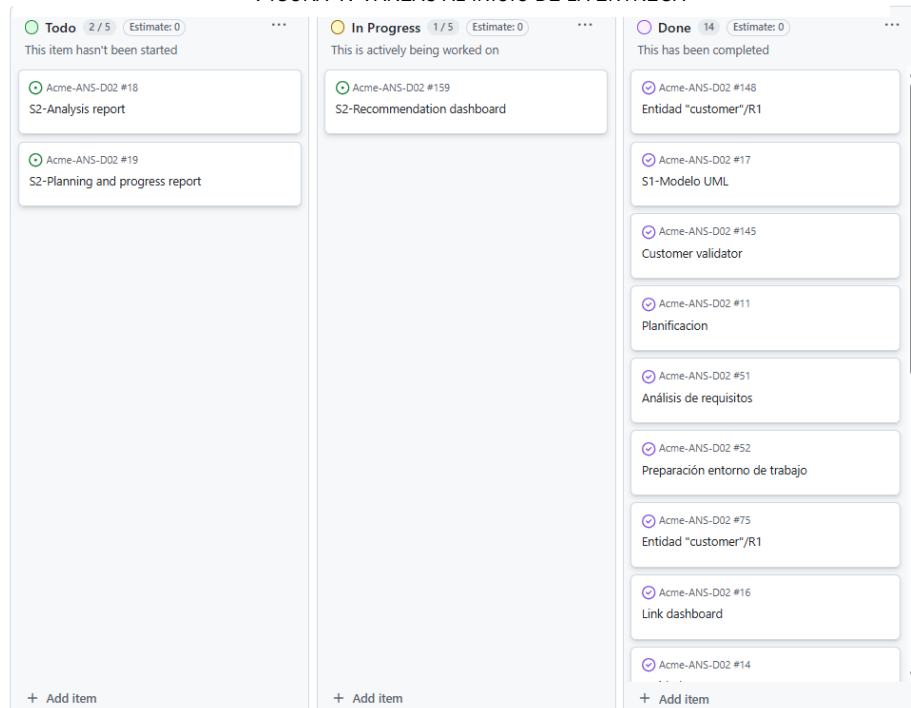 Todo 2 / 5 Estimate: 0 ...
This item hasn't been started
Acme-ANS-D02 #18
S2-Analysis report
Acme-ANS-D02 #19
S2-Planning and progress report
+ Add item
In Progress 1 / 5 Estimate: 0 ...
This is actively being worked on
Acme-ANS-D02 #159
S2-Recommendation dashboard
+ Add item
Done 14 Estimate: 0 ...
This has been completed
Acme-ANS-D02 #148
Entidad "customer"/R1
Acme-ANS-D02 #17
S1-Modelo UML
Acme-ANS-D02 #145
Customer validator
Acme-ANS-D02 #11
Planificacion
Acme-ANS-D02 #51
Análisis de requisitos
Acme-ANS-D02 #52
Preparación entorno de trabajo
Acme-ANS-D02 #75
Entidad "customer"/R1
Acme-ANS-D02 #16
Link dashboard
Acme-ANS-D02 #14
+ Add item